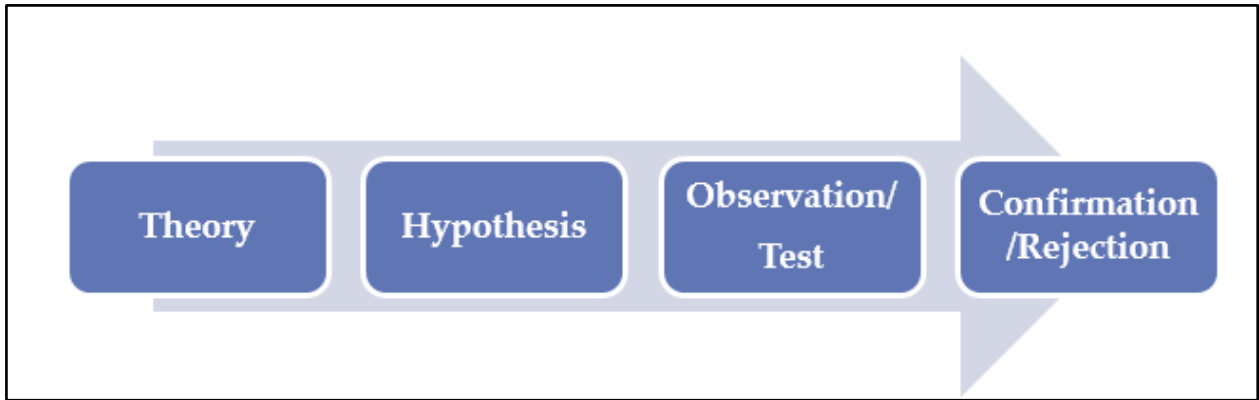 Theory
Hypothesis
Observation/
Test
Confirmation
/Rejection